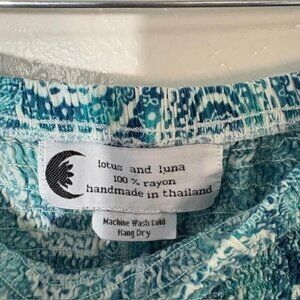 lotus and luna
100 % rayon
handmade in thailand
Machine Wash Cold
Hang Dry